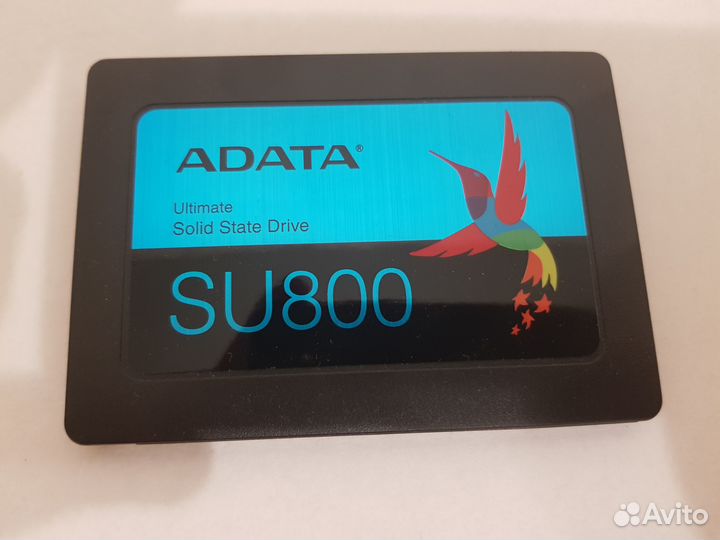 ADATA®
Ultimate
Solid State Drive
SU800
Avito